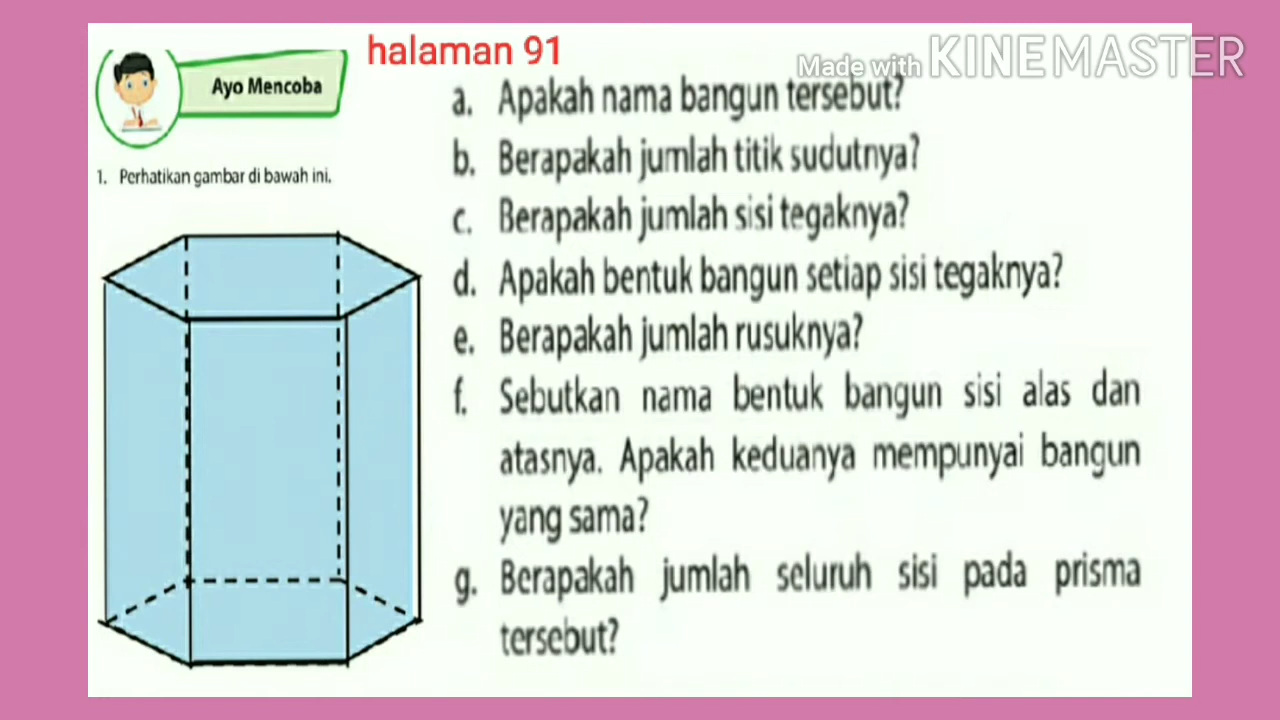 halaman 91
Made with KINEMASTER
Ayo Mencoba
1. Perhatikan gambar di bawah ini.
a. Apakah nama bangun tersebut?
b. Berapakah jumlah titik sudutnya?
c. Berapakah jumlah sisi tegaknya?
d. Apakah bentuk bangun setiap sisi tegaknya?
e. Berapakah jumlah rusuknya?
f. Sebutkan nama bentuk bangun sisi alas dan
atasnya. Apakah keduanya mempunyai bangun
yang sama?
g. Berapakah jumlah seluruh sisi pada prisma
tersebut?